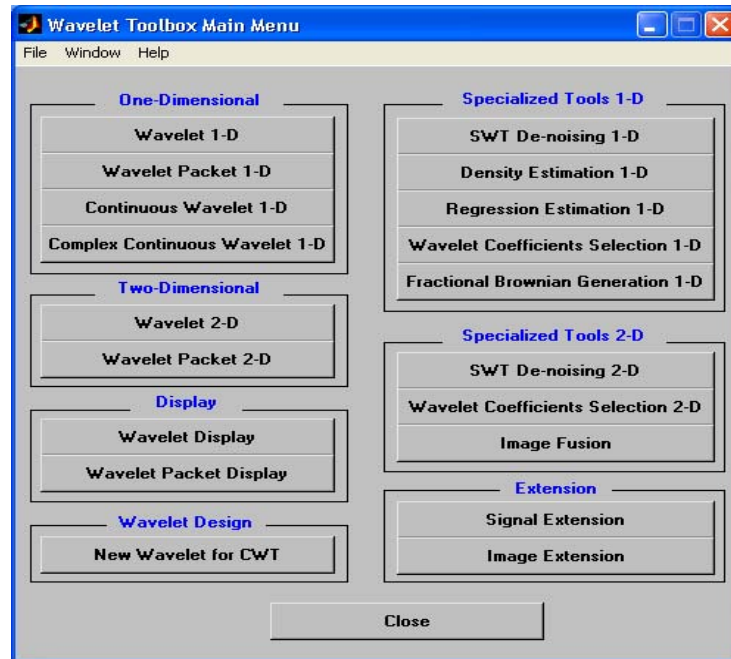 Wavelet Toolbox Main Menu
File Window Help
One-Dimensional
Wavelet 1-D
Wavelet Packet 1-D
Continuous Wavelet 1-D
Complex Continuous Wavelet 1-D
Two-Dimensional
Wavelet 2-D
Wavelet Packet 2-D
Display
Wavelet Display
Wavelet Packet Display
Wavelet Design
New Wavelet for CWT
Specialized Tools 1-D
SWT De-noising 1-D
Density Estimation 1-D
Regression Estimation 1-D
Wavelet Coefficients Selection 1-D
Fractional Brownian Generation 1-D
Specialized Tools 2-D
SWT De-noising 2-D
Wavelet Coefficients Selection 2-D
Image Fusion
Extension
Signal Extension
Image Extension
Close